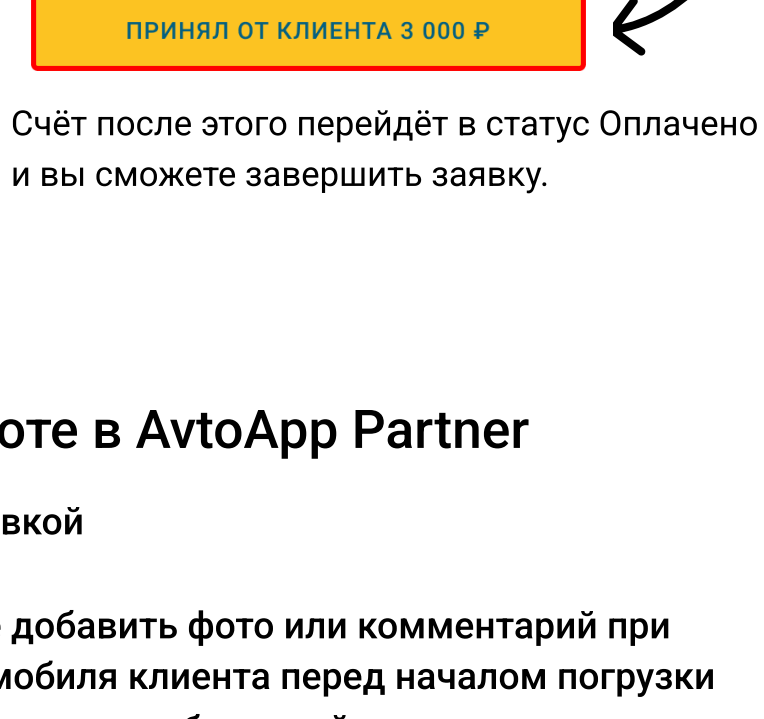 ПРИНЯЛ ОТ КЛИЕНТА 3 000 ₽
Счёт после этого перейдёт в статус Оплачено
и вы сможете завершить заявку.
оте в AvtoApp Partner
вкой
добавить фото или комментарий при
мобиля клиента перед началом погрузки